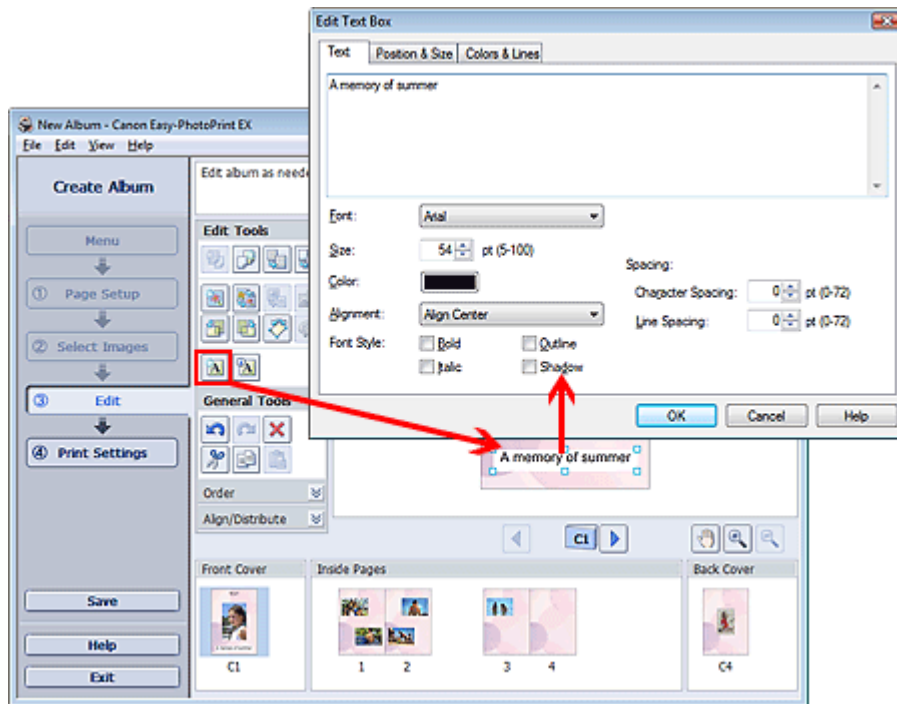 Edit Text Box
Text Position & Size Colors & Lines
A memory of summer
Font: Arial
Size: 54 pt (5-100)
Color:
Alignment: Align Center
Font Style: Bold Outline
Italic Shadow
Spacing:
Character Spacing: 0 pt (0-72)
Line Spacing: 0 pt (0-72)
OK Cancel Help
New Album - Canon Easy-PhotoPrint EX
File Edit View Help
Create Album
Menu
① Page Setup
② Select Images
③ Edit
④ Print Settings
Save
Help
Exit
Edit album as neede
Edit Tools
General Tools
Order
Align/Distribute
A memory of summer
C1
Front Cover Inside Pages Back Cover
C1 1 2 3 4 C4